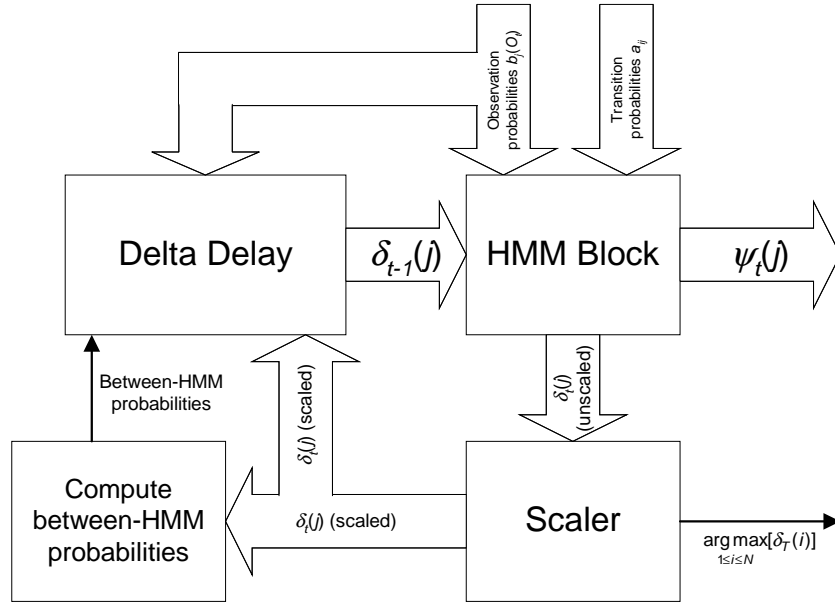 Observation
probabilities b_j(O_t)
Transition
probabilities a_ij
Delta Delay
δ_{t-1}(j)
HMM Block
ψ_t(j)
Between-HMM
probabilities
δ_t(j) (scaled)
δ_t(j)
(unscaled)
Compute
between-HMM
probabilities
δ_t(j) (scaled)
Scaler
arg max[δ_T(i)]
1≤i≤N